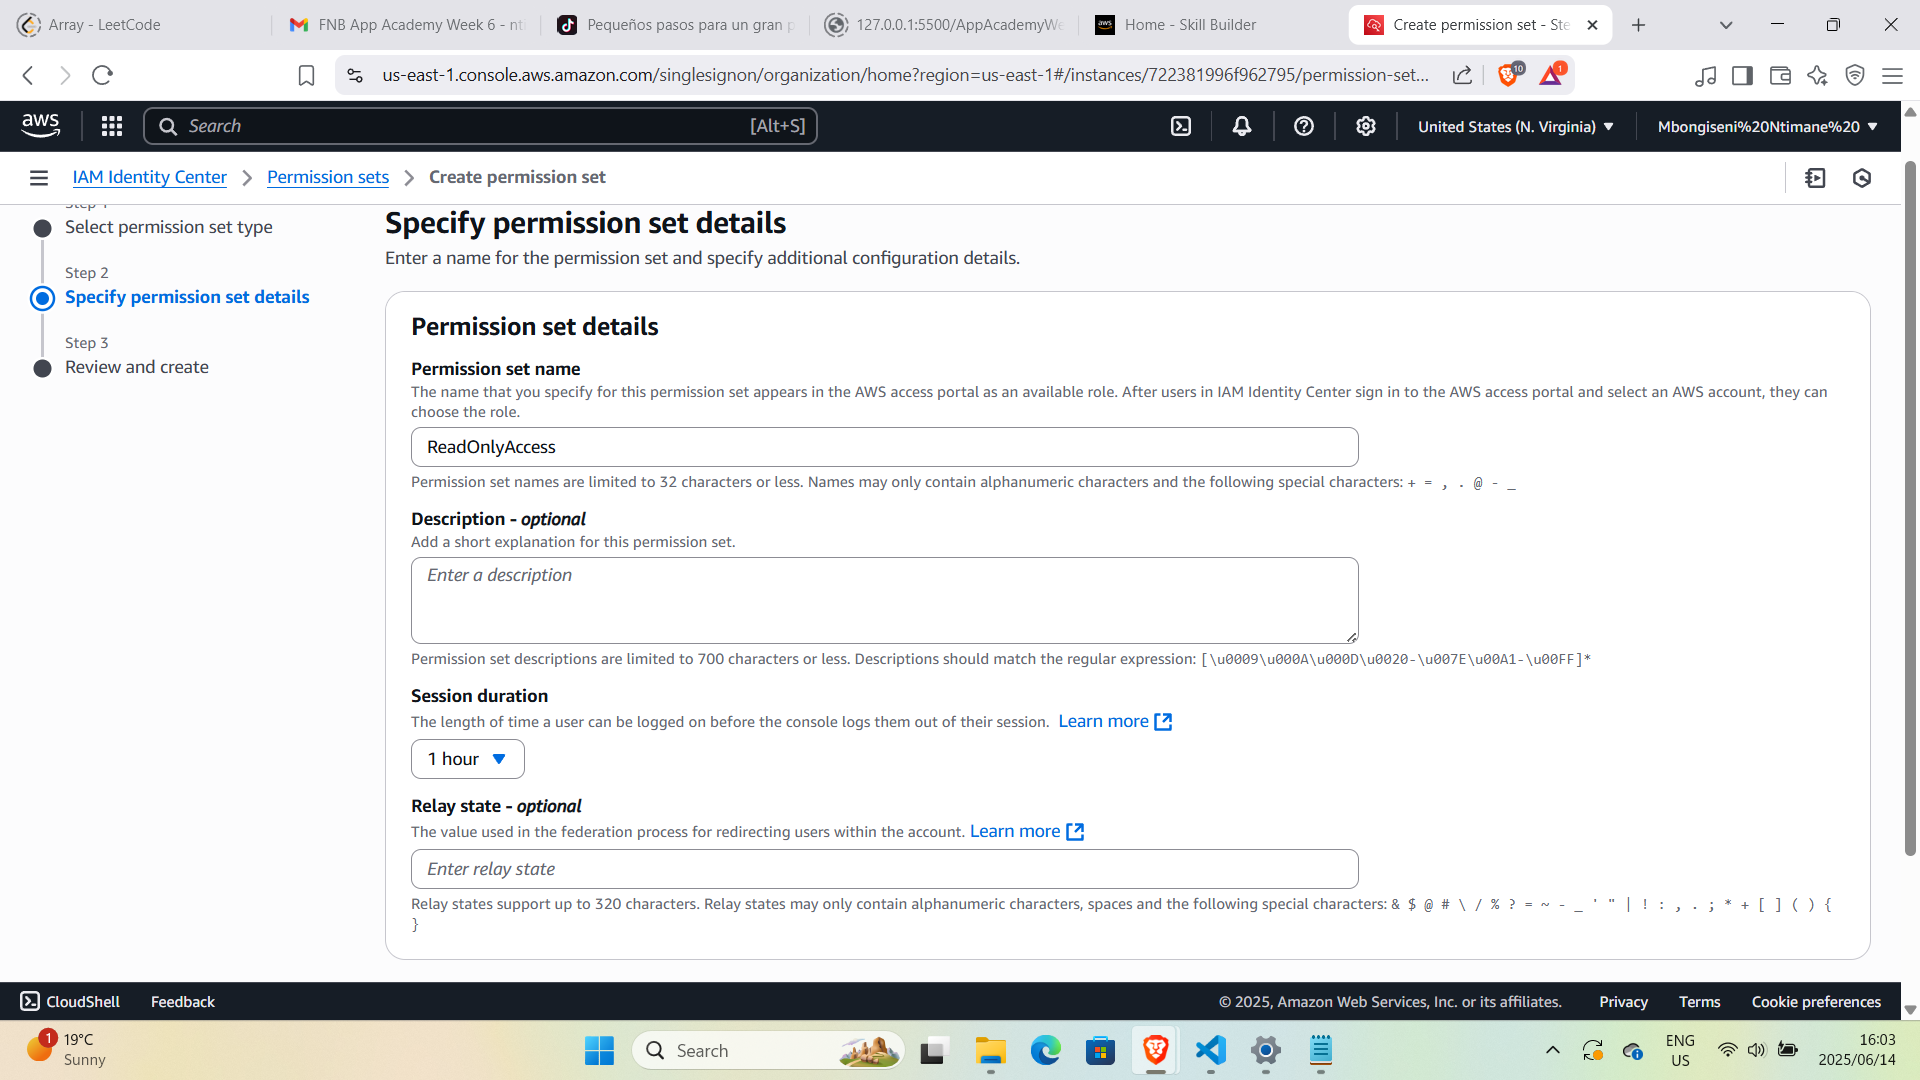 Array - LeetCode
FNB App Academy Week 6 - nti
Pequeños pasos para un gran p
127.0.0.1:5500/AppAcademyWe
aws
Home - Skill Builder
Create permission set - Ste
us-east-1.console.aws.amazon.com/singlesignon/organization/home?region=us-east-1#/instances/722381996f962795/permission-set...
10
1
aws
Search
[Alt+S]
United States (N. Virginia)
Mbongiseni%20Ntimane%20
IAM Identity Center
Permission sets
Create permission set
Step 1
Select permission set type
Step 2
Specify permission set details
Step 3
Review and create
Specify permission set details
Enter a name for the permission set and specify additional configuration details.
Permission set details
Permission set name
The name that you specify for this permission set appears in the AWS access portal as an available role. After users in IAM Identity Center sign in to the AWS access portal and select an AWS account, they can
choose the role.
ReadOnlyAccess
Permission set names are limited to 32 characters or less. Names may only contain alphanumeric characters and the following special characters: + = , . @ - _
Description - optional
Add a short explanation for this permission set.
Enter a description
Permission set descriptions are limited to 700 characters or less. Descriptions should match the regular expression: [\u0009\u000A\u000D\u0020-\u007E\u00A1-\u00FF]*
Session duration
The length of time a user can be logged on before the console logs them out of their session. Learn more
1 hour
Relay state - optional
The value used in the federation process for redirecting users within the account. Learn more
Enter relay state
Relay states support up to 320 characters. Relay states may only contain alphanumeric characters, spaces and the following special characters: & $ @ # \ / % ? = ~ - _ ' " | ! : , . ; * + [ ] ( ) {
}
CloudShell
Feedback
© 2025, Amazon Web Services, Inc. or its affiliates.
Privacy
Terms
Cookie preferences
1
19°C
Sunny
Search
ENG
US
16:03
2025/06/14